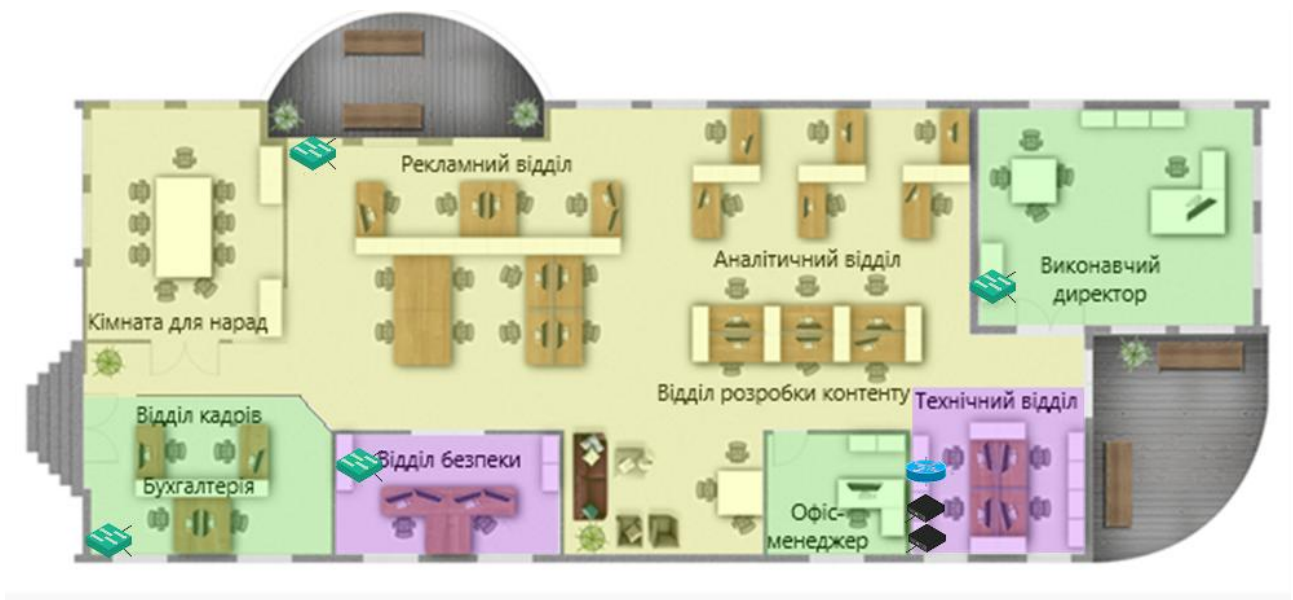 Рекламний відділ
Аналітичний відділ
Виконавчий
директор
Кімната для нарад
Відділ розробки контенту
Технічний відділ
Відділ кадрів
Бухгалтерія
Відділ безпеки
Офіс-
менеджер